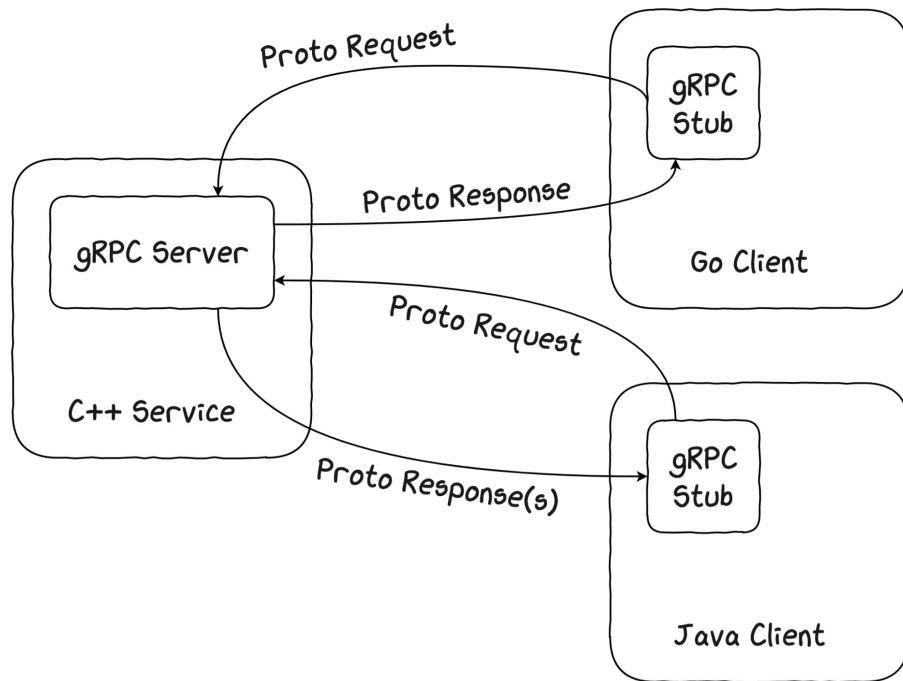 Proto Request
gRPC
Stub
Proto Response
gRPC Server
Go Client
Proto Request
C++ Service
gRPC
Stub
Proto Response(s)
Java Client